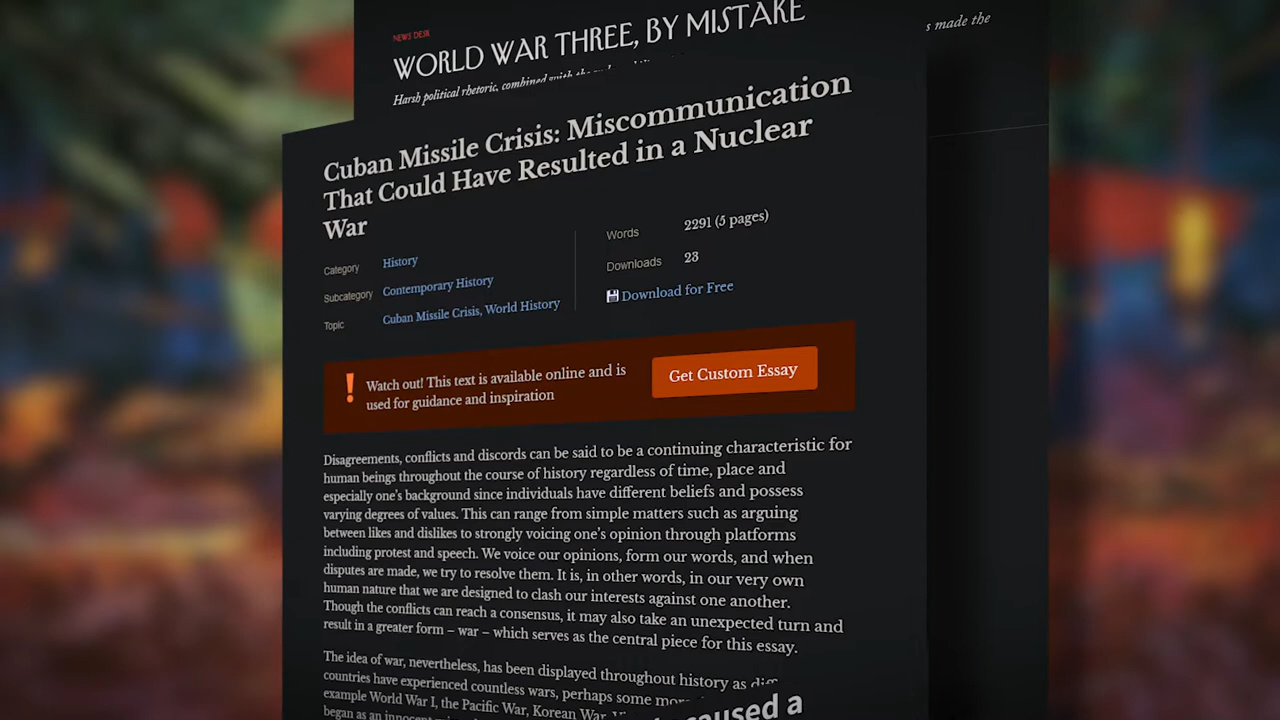 NEWS DESK
WORLD WAR THREE, BY MISTAKE
Harsh political rhetoric, combined with the
s made the
Cuban Missile Crisis: Miscommunication
That Could Have Resulted in a Nuclear
War
Category History
Subcategory Contemporary History
Topic Cuban Missile Crisis, World History
Words 2291 (5 pages)
Downloads 23
Download for Free
! Watch out! This text is available online and is
used for guidance and inspiration
Get Custom Essay
Disagreements, conflicts and discords can be said to be a continuing characteristic for
human beings throughout the course of history regardless of time, place and
especially one's background since individuals have different beliefs and possess
varying degrees of values. This can range from simple matters such as arguing
between likes and dislikes to strongly voicing one's opinion through platforms
including protest and speech. We voice our opinions, form our words, and when
disputes are made, we try to resolve them. It is, in other words, in our very own
human nature that we are designed to clash our interests against one another.
Though the conflicts can reach a consensus, it may also take an unexpected turn and
result in a greater form – war – which serves as the central piece for this essay.
The idea of war, nevertheless, has been displayed throughout history as
countries have experienced countless wars, perhaps some more
example World War I, the Pacific War, Korean War,
began as an innocent
caused a